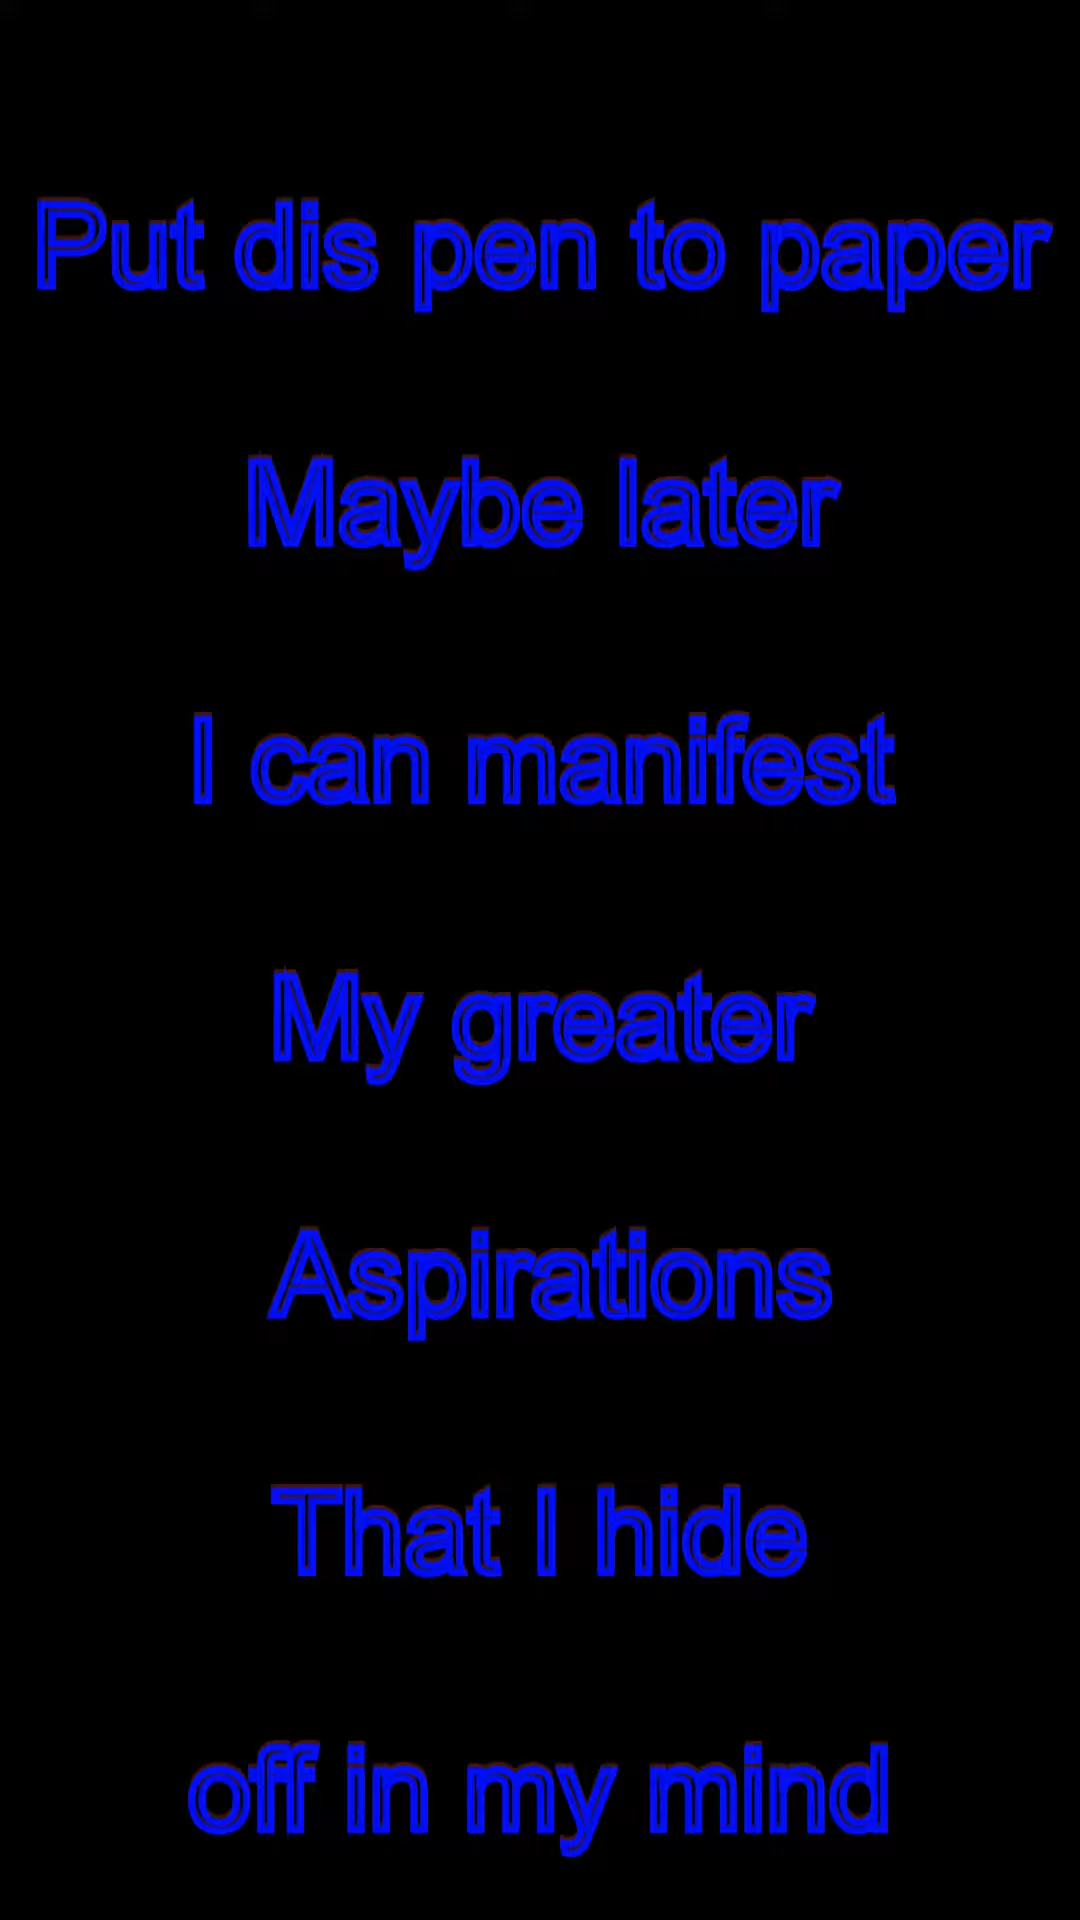 Put dis pen to paper
Maybe later
I can manifest
My greater
Aspirations
That I hide
off in my mind